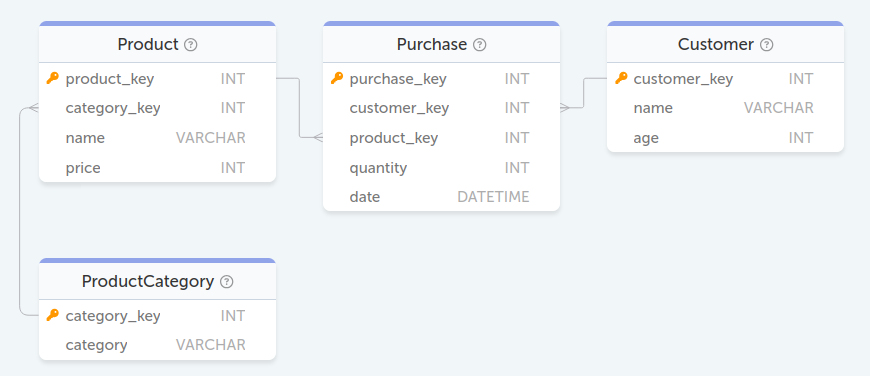 Product
product_key INT
category_key INT
name VARCHAR
price INT
Purchase
purchase_key INT
customer_key INT
product_key INT
quantity INT
date DATETIME
Customer
customer_key INT
name VARCHAR
age INT
ProductCategory
category_key INT
category VARCHAR